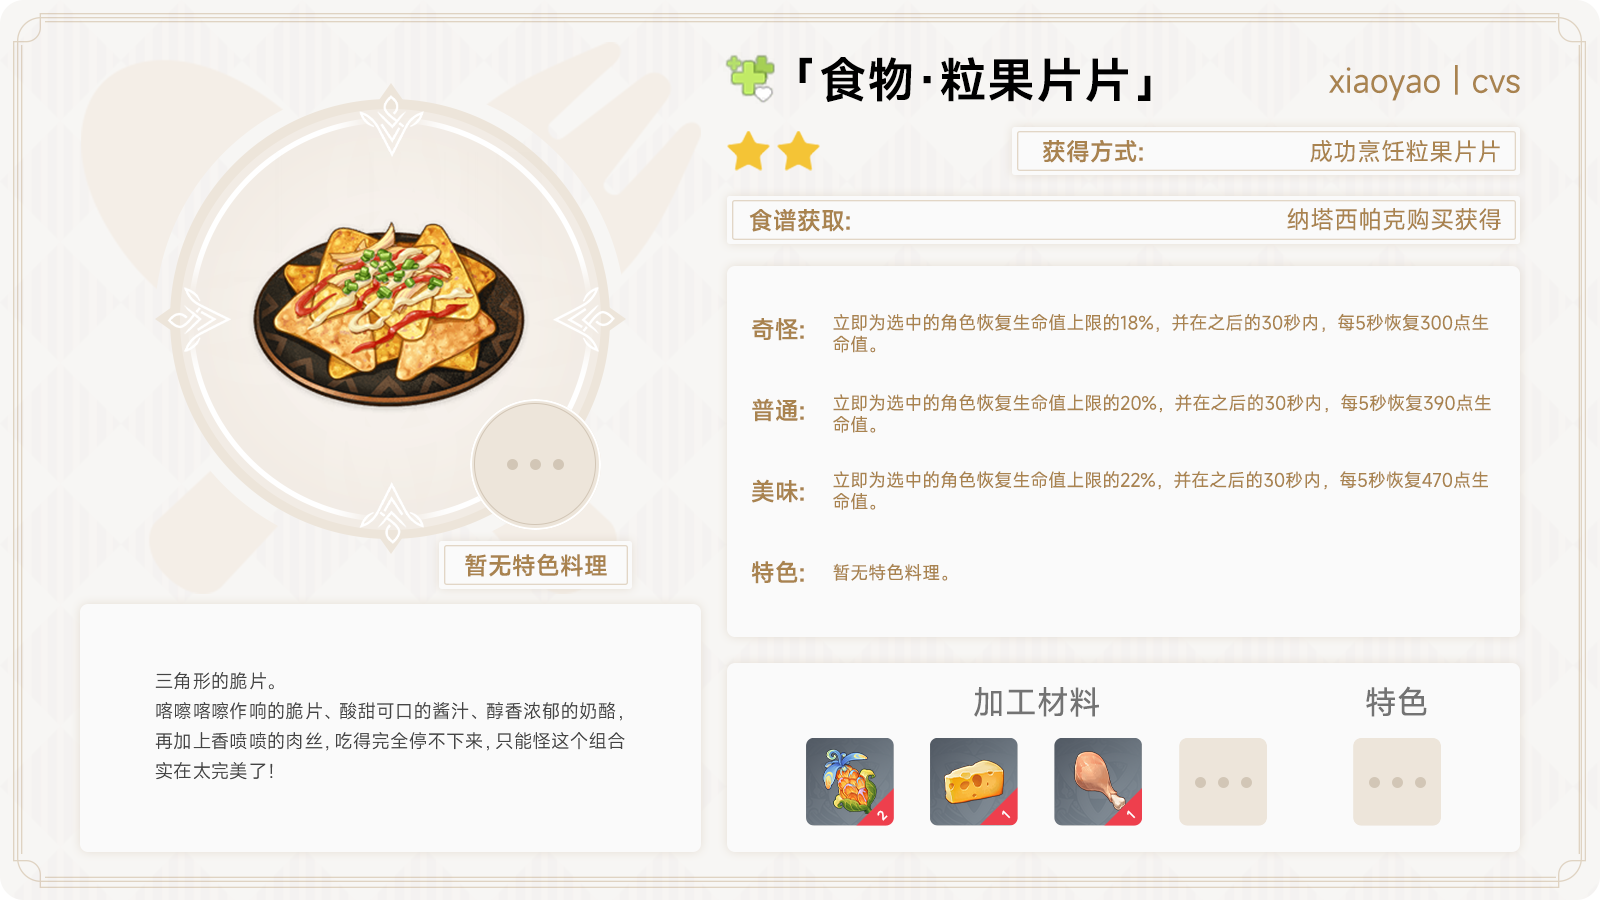 「食物·粒果片片」
xiaoyao | cvs
获得方式:
成功烹饪粒果片片
食谱获取:
纳塔西帕克购买获得
奇怪:
立即为选中的角色恢复生命值上限的18%，并在之后的30秒内，每5秒恢复300点生
命值。
普通:
立即为选中的角色恢复生命值上限的20%，并在之后的30秒内，每5秒恢复390点生
命值。
美味:
立即为选中的角色恢复生命值上限的22%，并在之后的30秒内，每5秒恢复470点生
命值。
特色:
暂无特色料理。
暂无特色料理
三角形的脆片。
喀嚓喀嚓作响的脆片、酸甜可口的酱汁、醇香浓郁的奶酪，
再加上香喷喷的肉丝，吃得完全停不下来，只能怪这个组合
实在太完美了！
加工材料
特色
2
1
1